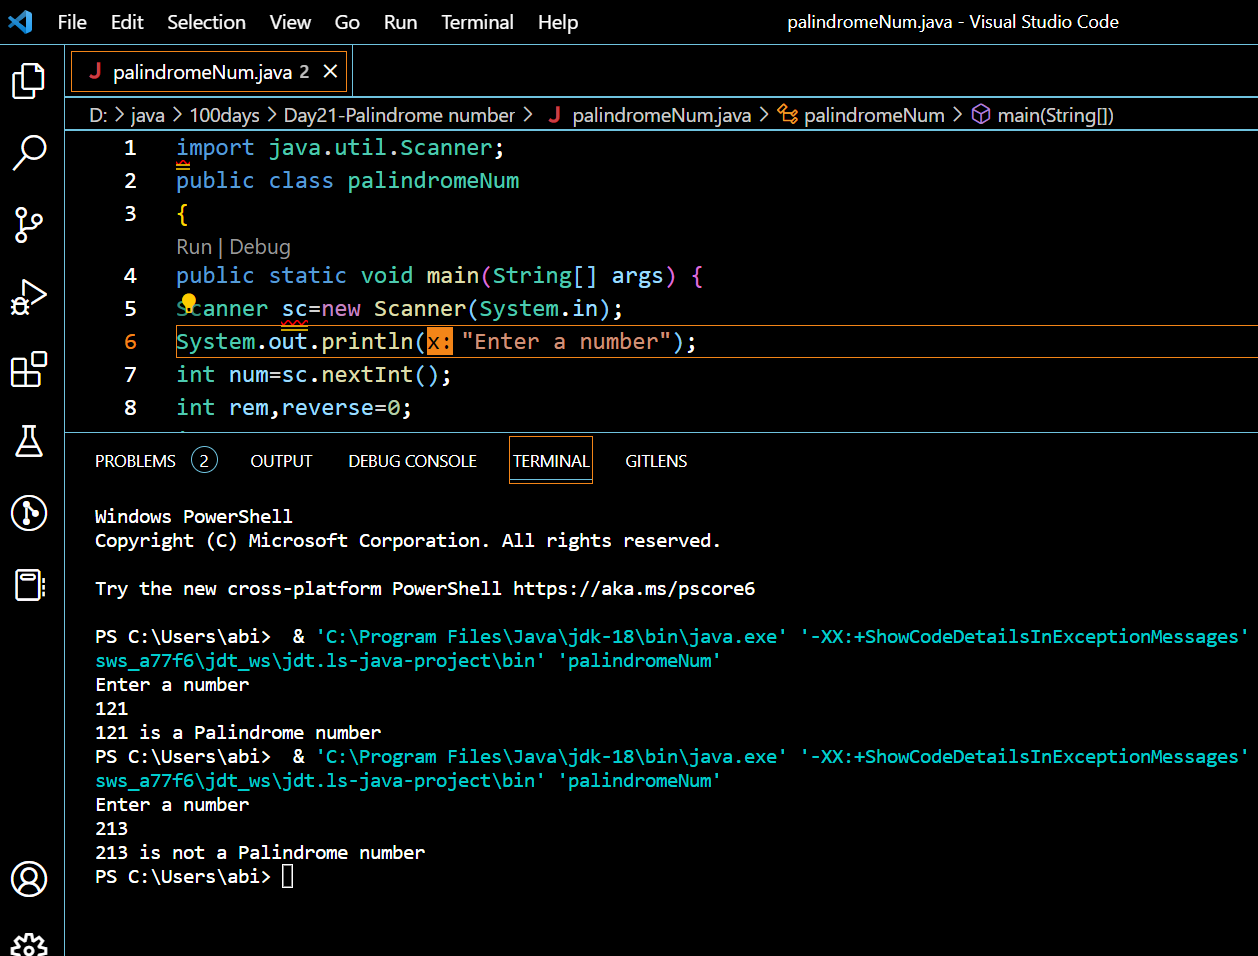 File Edit Selection View Go Run Terminal Help palindromeNum.java - Visual Studio Code
J palindromeNum.java 2 ×
D: > java > 100days > Day21-Palindrome number > J palindromeNum.java > palindromeNum > main(String[])
1 import java.util.Scanner;
2 public class palindromeNum
3 {
Run | Debug
4 public static void main(String[] args) {
5 Scanner sc=new Scanner(System.in);
6 System.out.println(x: "Enter a number");
7 int num=sc.nextInt();
8 int rem,reverse=0;
PROBLEMS 2 OUTPUT DEBUG CONSOLE TERMINAL GITLENS
Windows PowerShell
Copyright (C) Microsoft Corporation. All rights reserved.
Try the new cross-platform PowerShell https://aka.ms/pscore6
PS C:\Users\abi> & 'C:\Program Files\Java\jdk-18\bin\java.exe' '-XX:+ShowCodeDetailsInExceptionMessages'
sws_a77f6\jdt_ws\jdt.ls-java-project\bin' 'palindromeNum'
Enter a number
121
121 is a Palindrome number
PS C:\Users\abi> & 'C:\Program Files\Java\jdk-18\bin\java.exe' '-XX:+ShowCodeDetailsInExceptionMessages'
sws_a77f6\jdt_ws\jdt.ls-java-project\bin' 'palindromeNum'
Enter a number
213
213 is not a Palindrome number
PS C:\Users\abi>